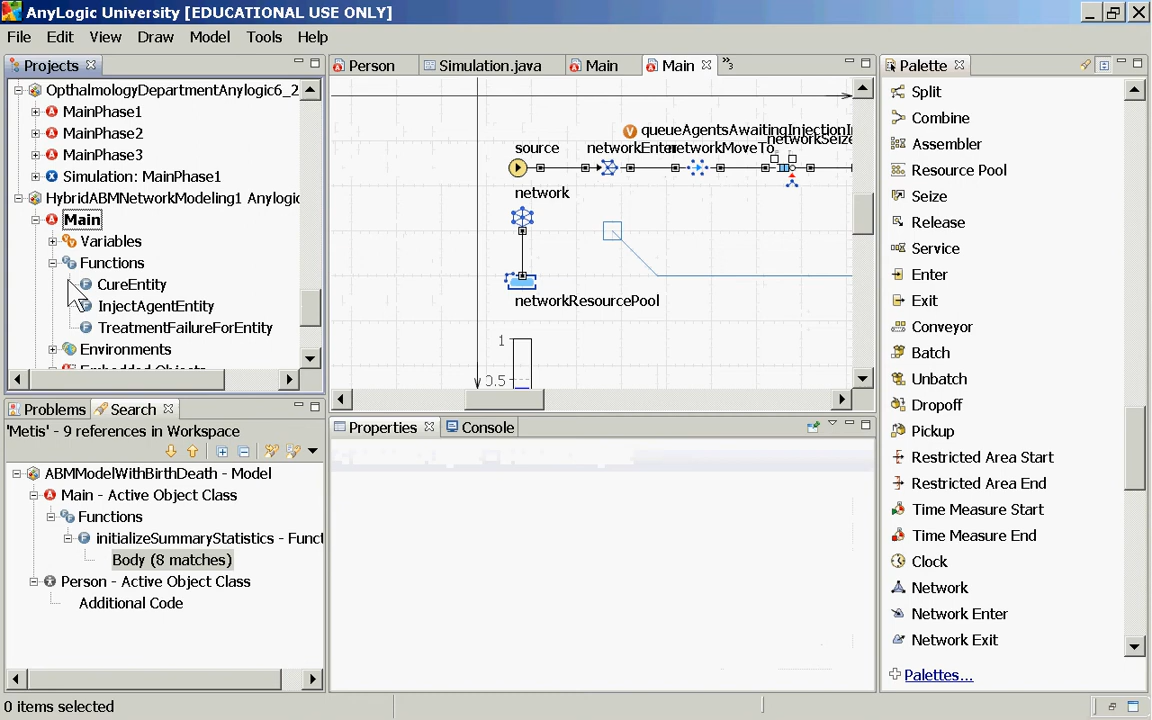 AnyLogic University [EDUCATIONAL USE ONLY]
File Edit View Draw Model Tools Help
Projects
OpthalmologyDepartmentAnylogic6_2
MainPhase1
MainPhase2
MainPhase3
Simulation: MainPhase1
HybridABMNetworkModeling1 Anylogic
Main
Variables
Functions
CureEntity
InjectAgentEntity
TreatmentFailureForEntity
Environments
Problems Search
'Metis' - 9 references in Workspace
ABMModelWithBirthDeath - Model
Main - Active Object Class
Functions
initializeSummaryStatistics - Funct
Body (8 matches)
Person - Active Object Class
Additional Code
0 items selected
Person Simulation.java Main Main »3
queueAgentsAwaitingInjectionI
source networkEnter networkMoveTo networkSeize
network
networkResourcePool
1
0.5
Properties Console
Palette
Split
Combine
Assembler
Resource Pool
Seize
Release
Service
Enter
Exit
Conveyor
Batch
Unbatch
Dropoff
Pickup
Restricted Area Start
Restricted Area End
Time Measure Start
Time Measure End
Clock
Network
Network Enter
Network Exit
Palettes...